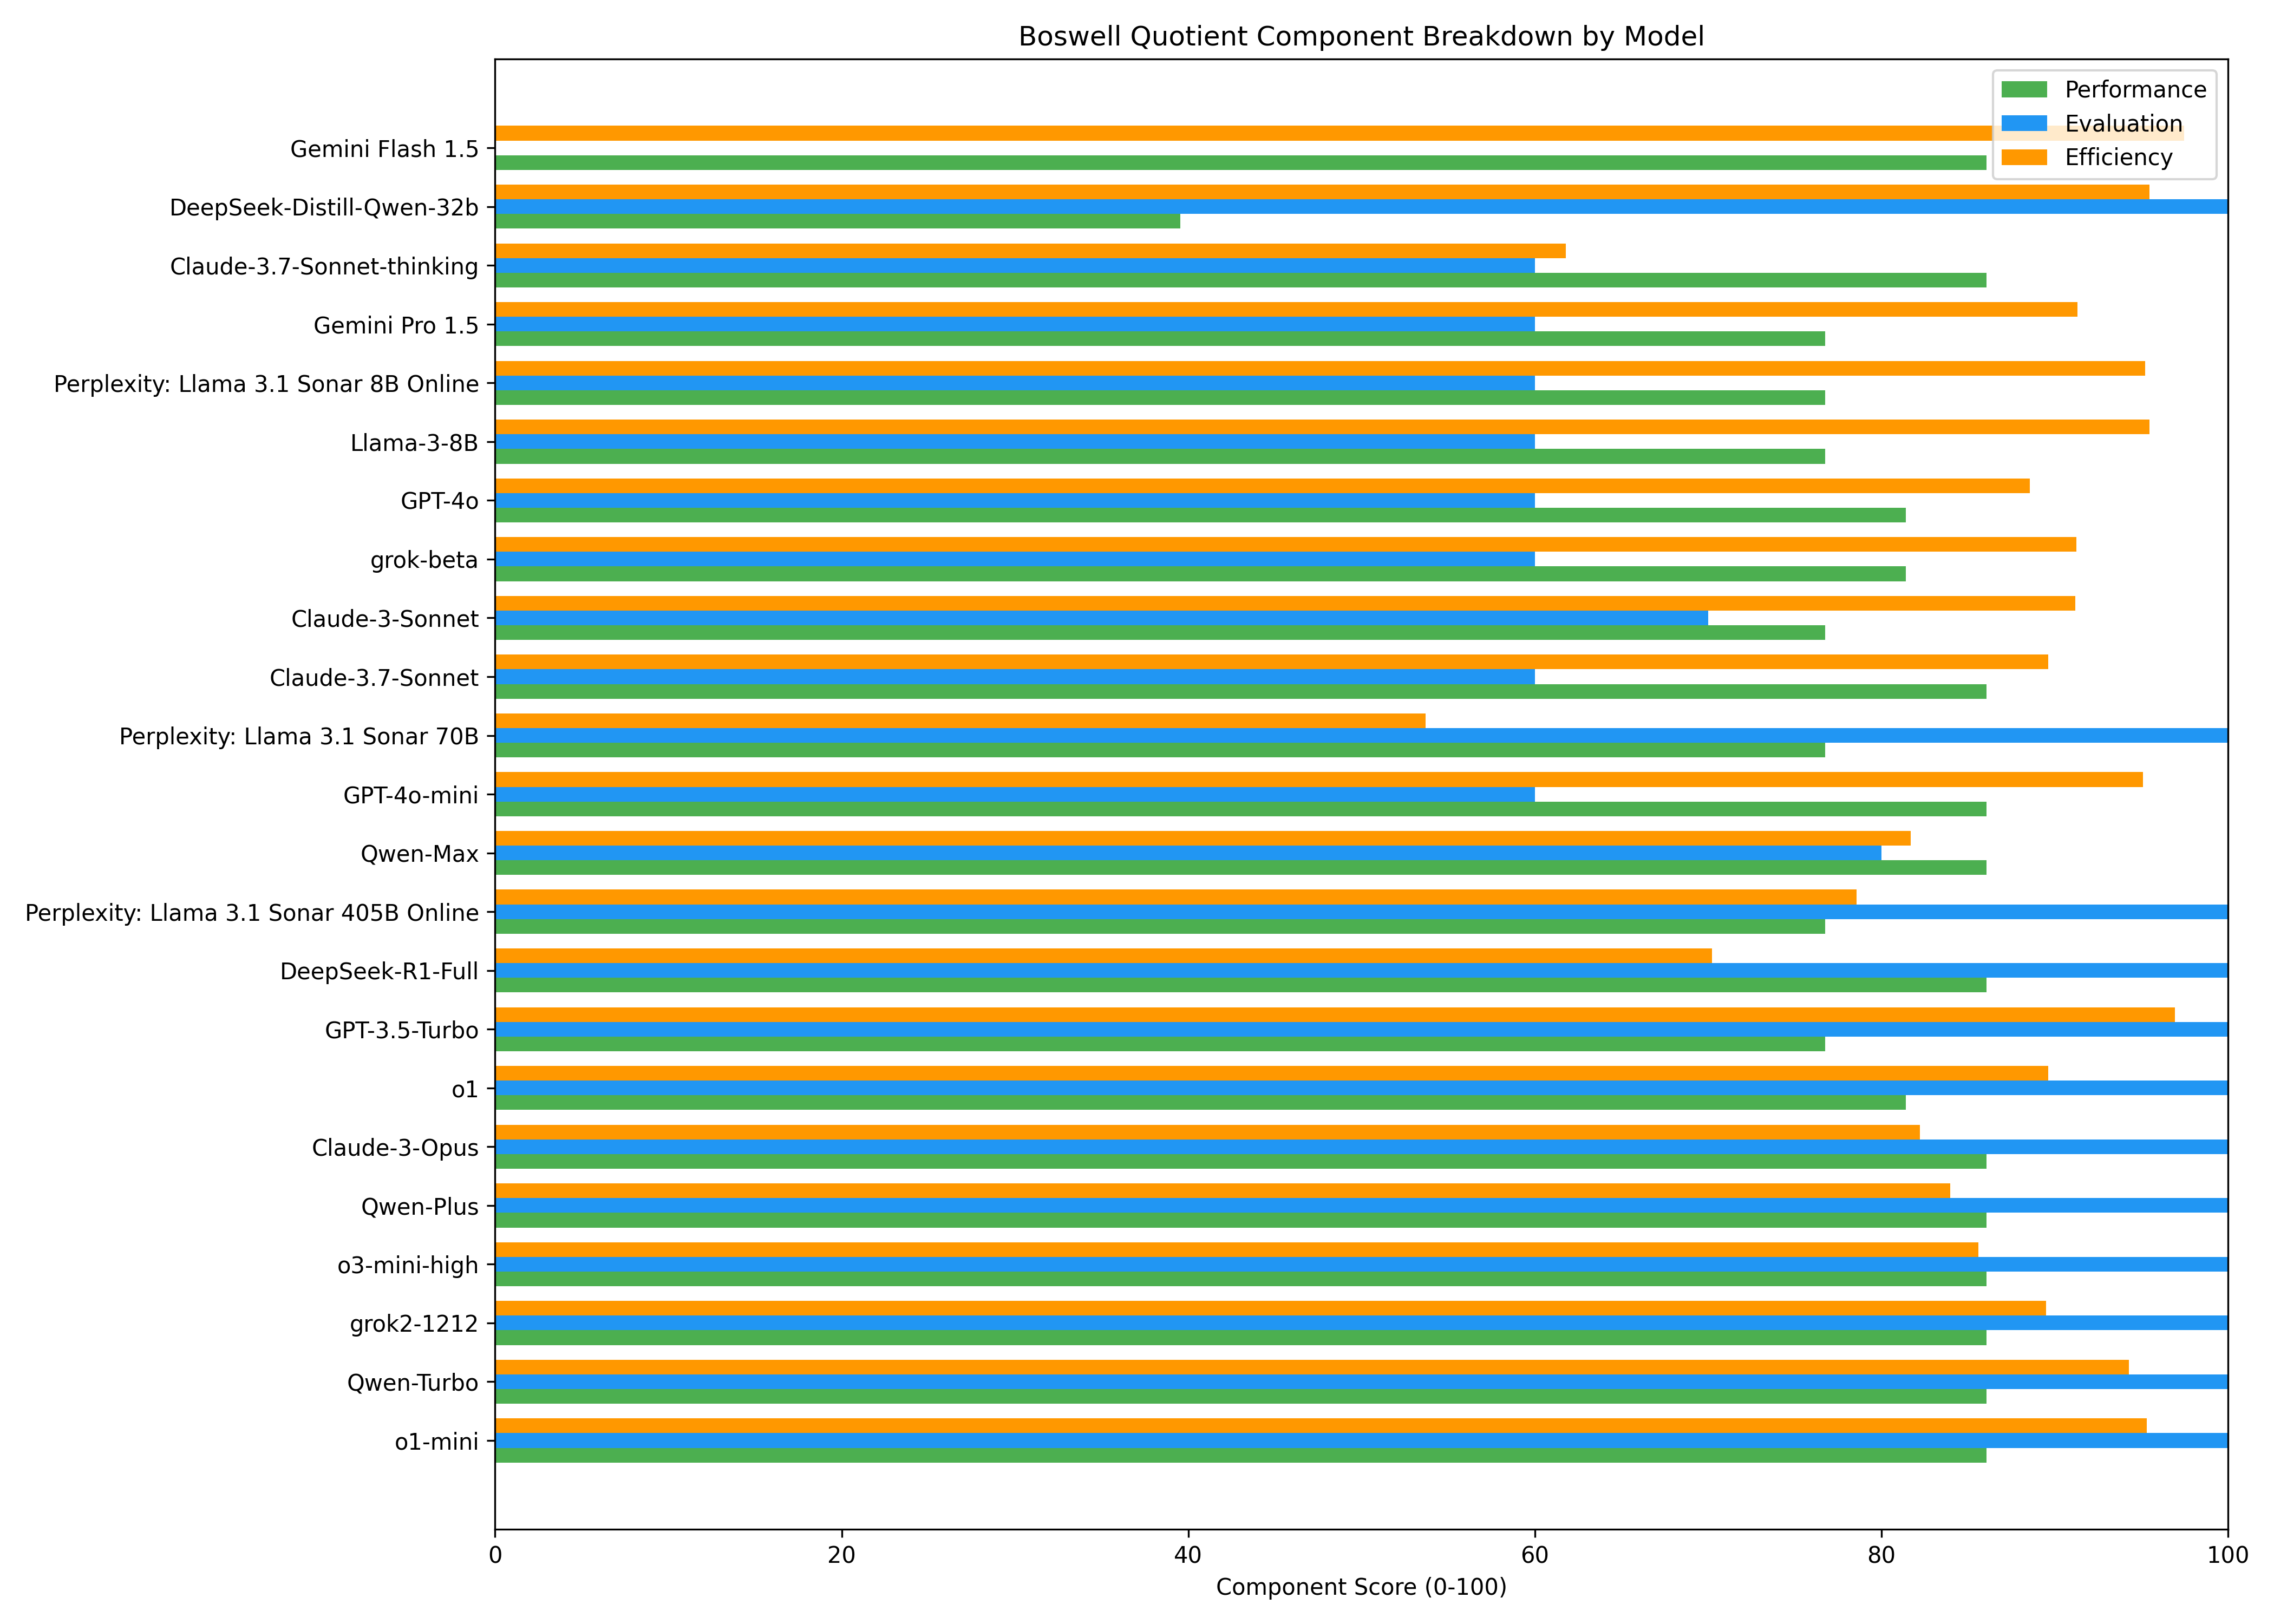 Boswell Quotient Component Breakdown by Model
Performance
Evaluation
Efficiency
Gemini Flash 1.5
DeepSeek-Distill-Qwen-32b
Claude-3.7-Sonnet-thinking
Gemini Pro 1.5
Perplexity: Llama 3.1 Sonar 8B Online
Llama-3-8B
GPT-4o
grok-beta
Claude-3-Sonnet
Claude-3.7-Sonnet
Perplexity: Llama 3.1 Sonar 70B
GPT-4o-mini
Qwen-Max
Perplexity: Llama 3.1 Sonar 405B Online
DeepSeek-R1-Full
GPT-3.5-Turbo
o1
Claude-3-Opus
Qwen-Plus
o3-mini-high
grok2-1212
Qwen-Turbo
o1-mini
0 20 40 60 80 100
Component Score (0-100)